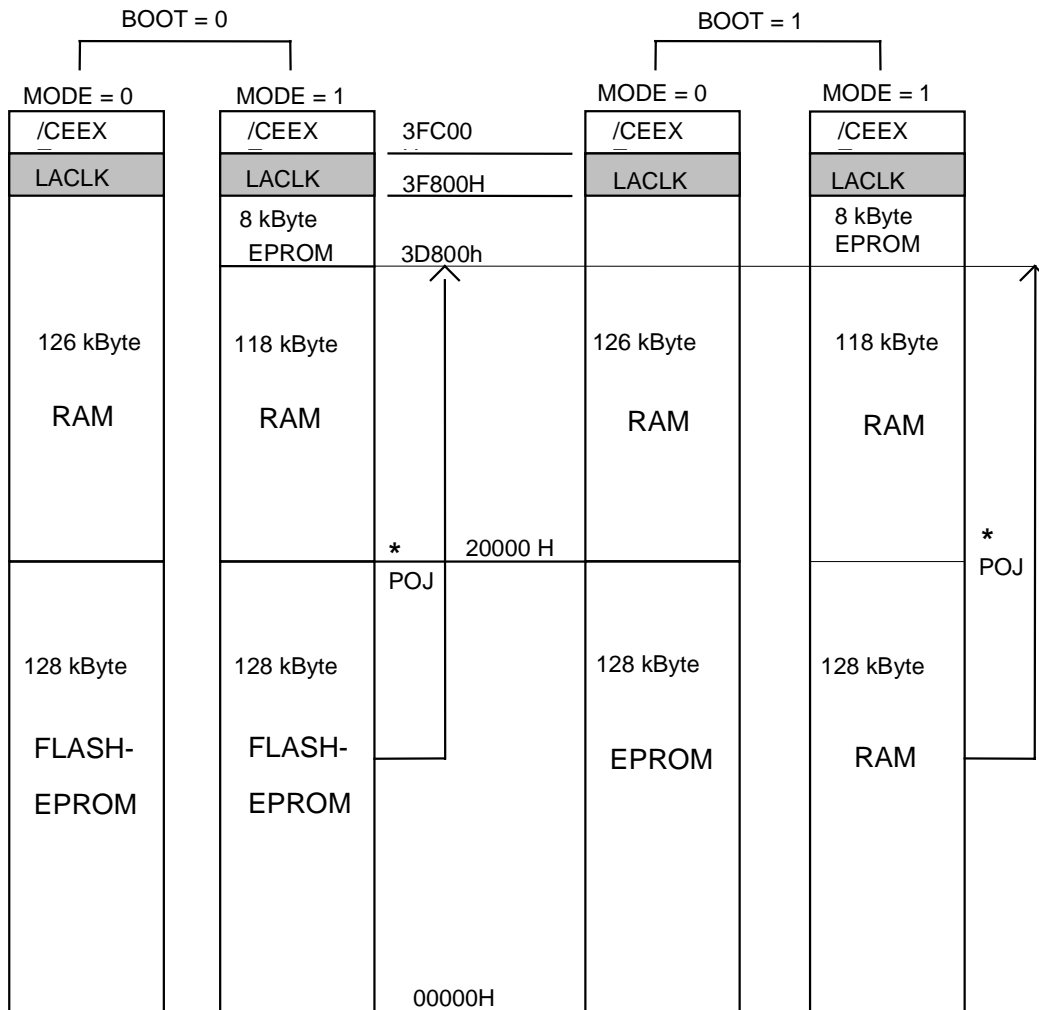 BOOT = 0
BOOT = 1
MODE = 0
MODE = 1
MODE = 0
MODE = 1
/CEEX
/CEEX
3FC00
/CEEX
/CEEX
LACLK
LACLK
3F800H
LACLK
LACLK
8 kByte
EPROM
3D800h
8 kByte
EPROM
126 kByte
RAM
118 kByte
RAM
126 kByte
RAM
118 kByte
RAM
*
POJ
20000 H
*
POJ
128 kByte
FLASH-
EPROM
128 kByte
FLASH-
EPROM
128 kByte
EPROM
128 kByte
RAM
00000H